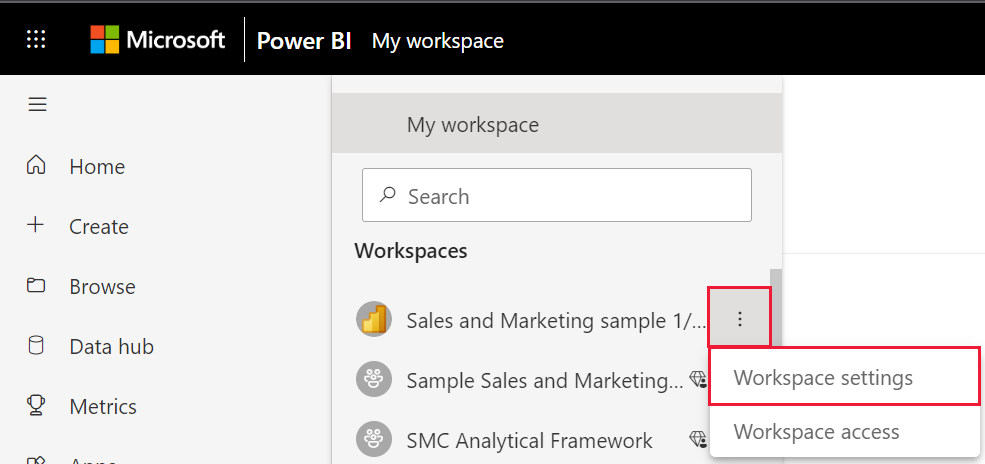 Microsoft Power BI My workspace
My workspace
Home
Search
Create
Workspaces
Browse
Sales and Marketing sample 1/...
Data hub
Workspace settings
Sample Sales and Marketing...
Metrics
Workspace access
SMC Analytical Framework
Apps